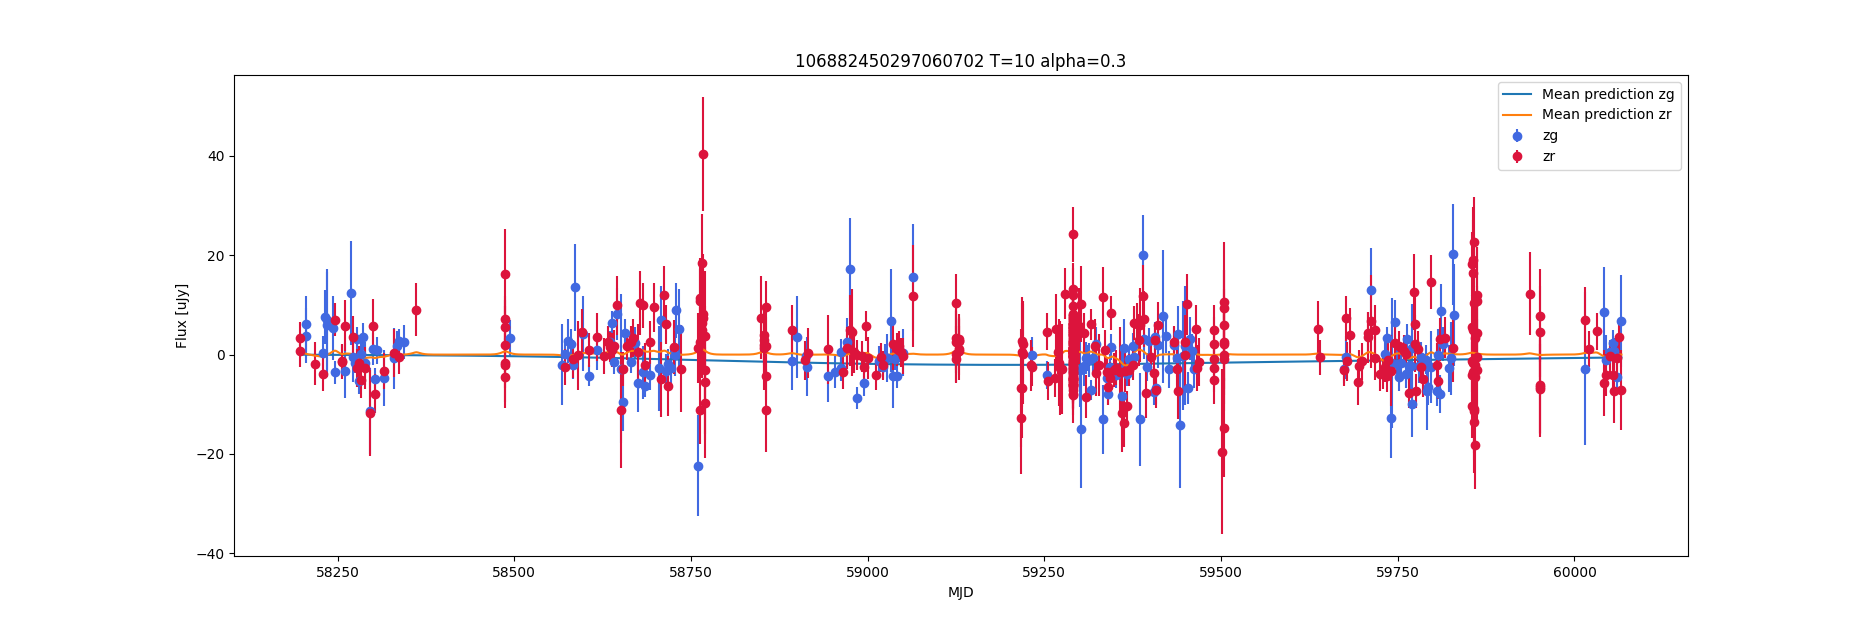 106882450297060702 T=10 alpha=0.3
Mean prediction zg
Mean prediction zr
zg
zr
Flux [uJy]
40
20
0
−20
−40
58250 58500 58750 59000 59250 59500 59750 60000
MJD